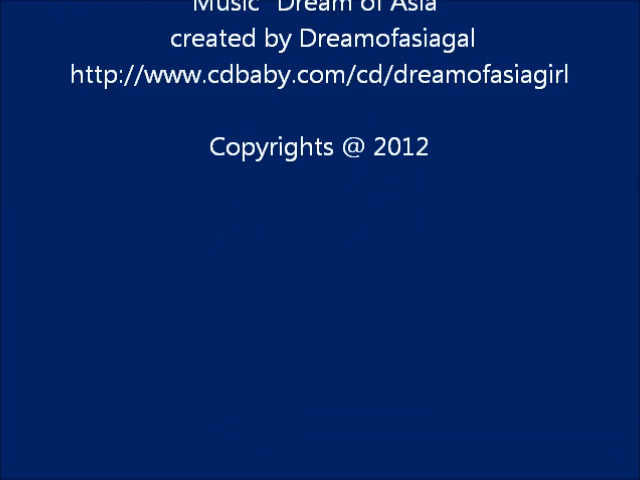 Music "Dream of Asia
created by Dreamofasiagal
http://www.cdbaby.com/cd/dreamofasiagirl
Copyrights @ 2012